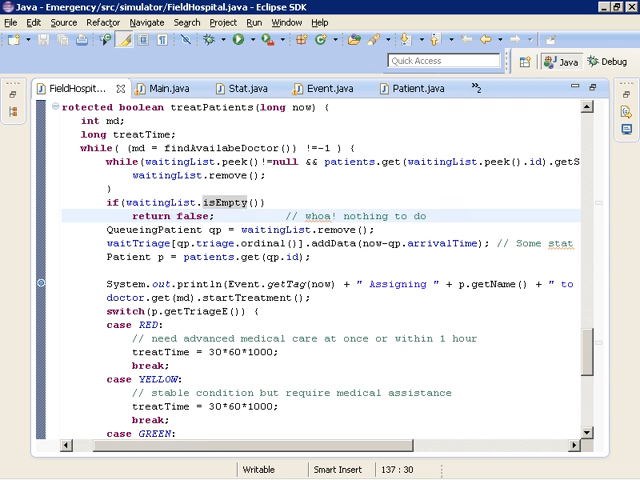 Java - Emergency/src/simulator/FieldHospital.java - Eclipse SDK
File Edit Source Refactor Navigate Search Project Run Window Help
Quick Access
Java
Debug
FieldHospit...
Main.java
Stat.java
Event.java
Patient.java
»2
rotected boolean treatPatients(long now) {
int md;
long treatTime;
while( (md = findAvailabeDoctor()) !=-1 ) {
while(waitingList.peek()!=null && patients.get(waitingList.peek().id).getS
waitingList.remove();
}
if(waitingList.isEmpty())
return false; // whoa! nothing to do
QueueingPatient qp = waitingList.remove();
waitTriage[qp.triage.ordinal()].addData(now-qp.arrivalTime); // Some stat
Patient p = patients.get(qp.id);
System.out.println(Event.getTag(now) + " Assigning " + p.getName() + " to
doctor.get(md).startTreatment();
switch(p.getTriageE()) {
case RED:
// need advanced medical care at once or within 1 hour
treatTime = 30*60*1000;
break;
case YELLOW:
// stable condition but require medical assistance
treatTime = 30*60*1000;
break;
case GREEN:
Writable
Smart Insert
137 : 30